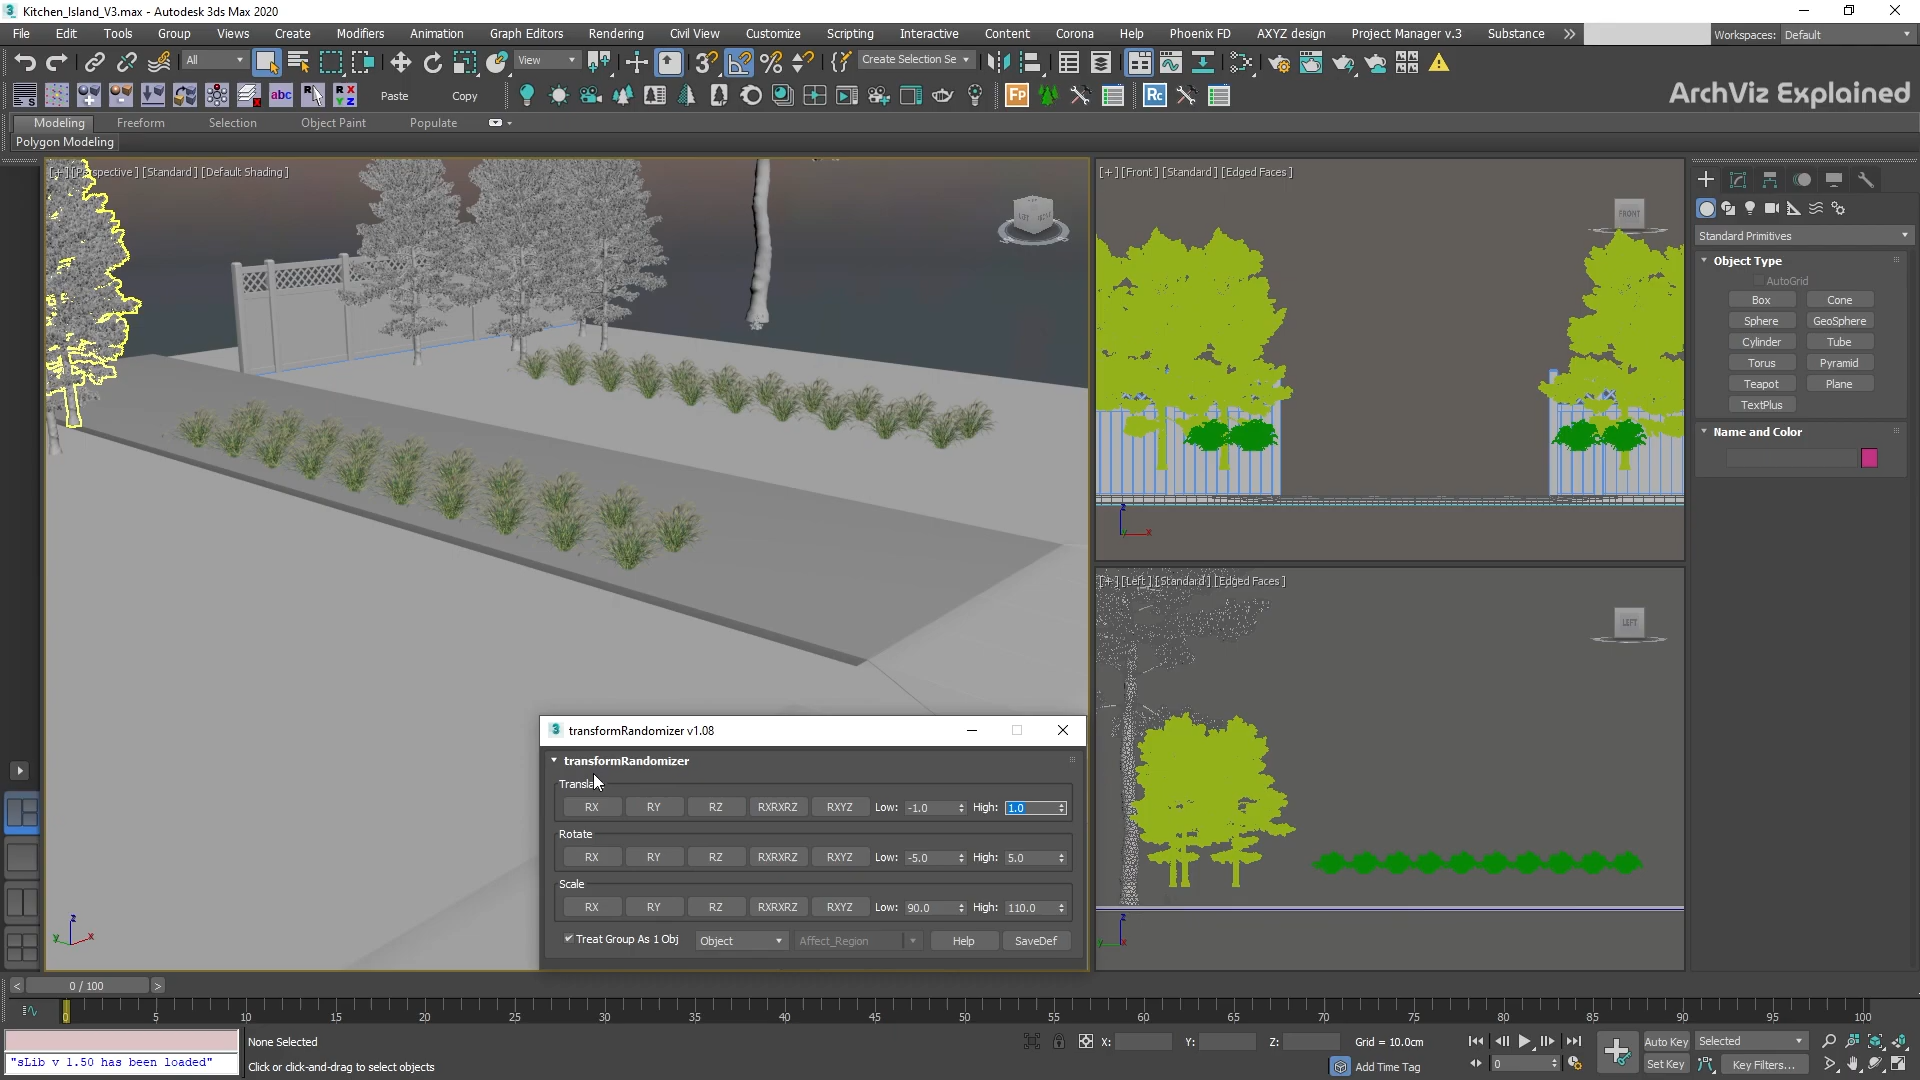 Kitchen_Island_V3.max - Autodesk 3ds Max 2020
File Edit Tools Group Views Create Modifiers Animation Graph Editors Rendering Civil View Customize Scripting Interactive Content Corona Help Phoenix FD AXYZ design Project Manager v.3 Substance » Workspaces: Default
All View Create Selection Se
abc Paste Copy Fp Rc ArchViz Explained
Modeling Freeform Selection Object Paint Populate
Polygon Modeling
[+] [Perspective] [Standard] [Default Shading]
[+] [Front] [Standard] [Edged Faces]
FRONT
Standard Primitives
Object Type
AutoGrid
Box Cone
Sphere GeoSphere
Cylinder Tube
Torus Pyramid
Teapot Plane
TextPlus
Name and Color
[+] [Left] [Standard] [Edged Faces]
LEFT
transformRandomizer v1.08
transformRandomizer
RX RY RZ RXRXRZ RXYZ Low: -1.0 High: 1.0
Rotate
RX RY RZ RXRXRZ RXYZ Low: -5.0 High: 5.0
Scale
RX RY RZ RXRXRZ RXYZ Low: 90.0 High: 110.0
Treat Group As 1 Obj Object Affect_Region Help SaveDef
< 0 / 100 >
0 5 10 15 20 25 30 35 40 45 50 55 60 65 70 75 80 85 90 95 100
None Selected X: Y: Z: Grid = 10.0cm Auto Key Selected
"sLib v 1.50 has been loaded" Click or click-and-drag to select objects Add Time Tag 0 Set Key Key Filters...